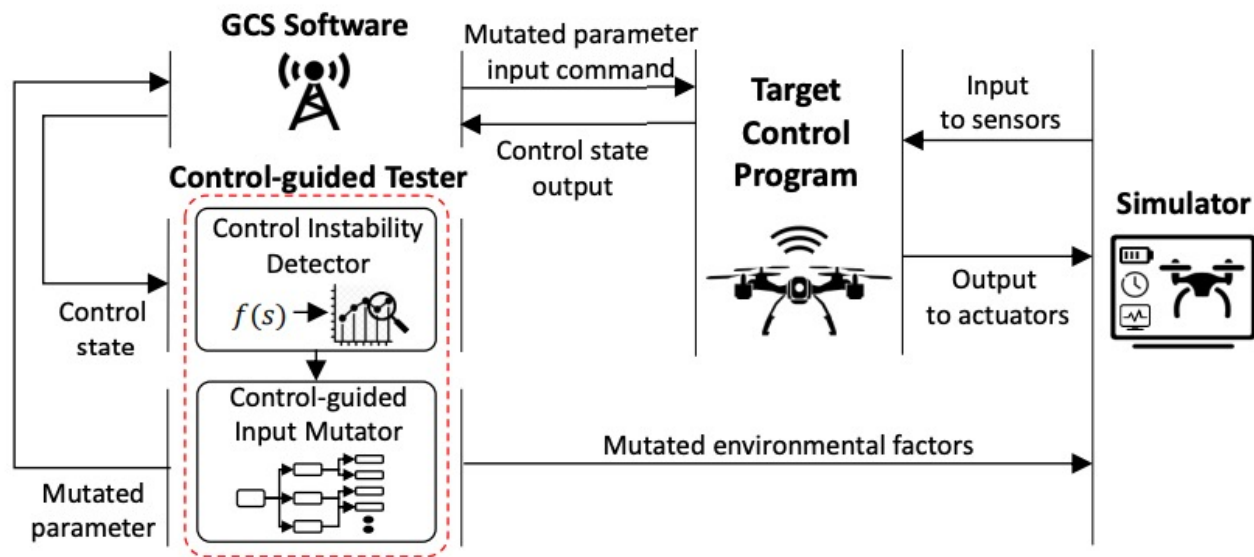 GCS Software
Mutated parameter
input command
Control state
output
Target
Control
Program
Input
to sensors
Output
to actuators
Simulator
Control-guided Tester
Control Instability
Detector
f(s)
Control
state
Control-guided
Input Mutator
Mutated
parameter
Mutated environmental factors